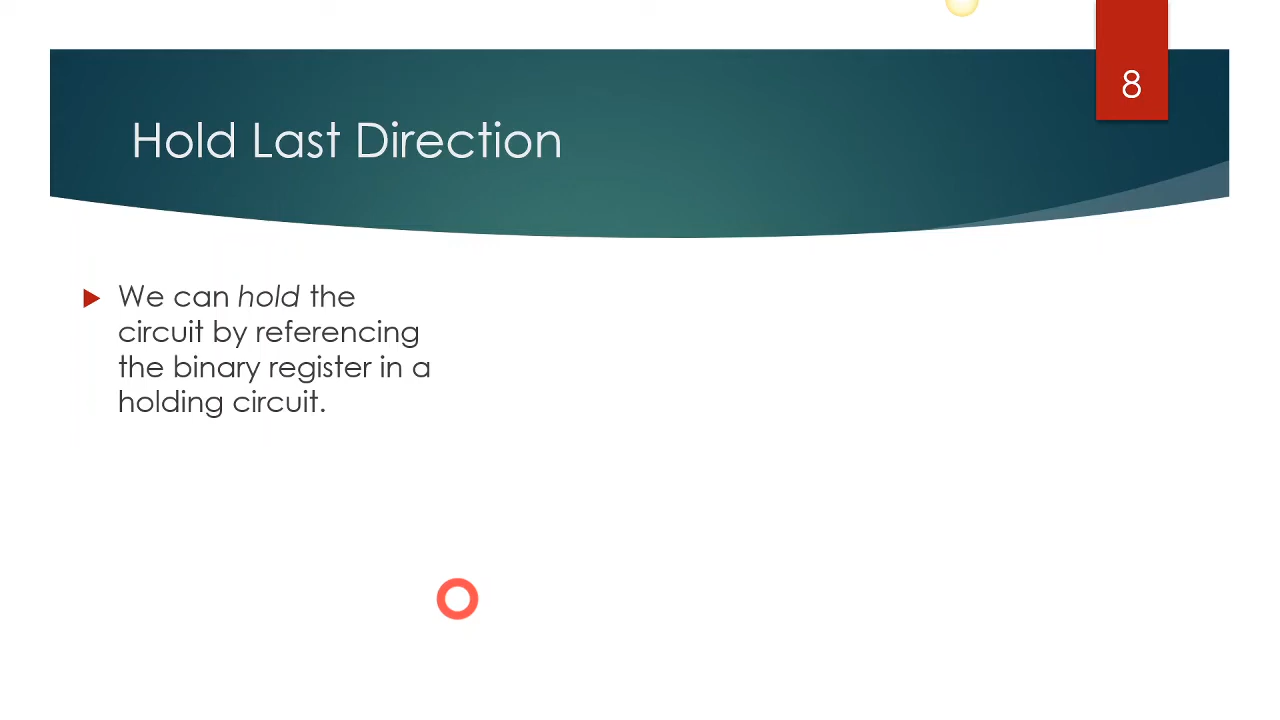 8
Hold Last Direction
We can hold the
circuit by referencing
the binary register in a
holding circuit.